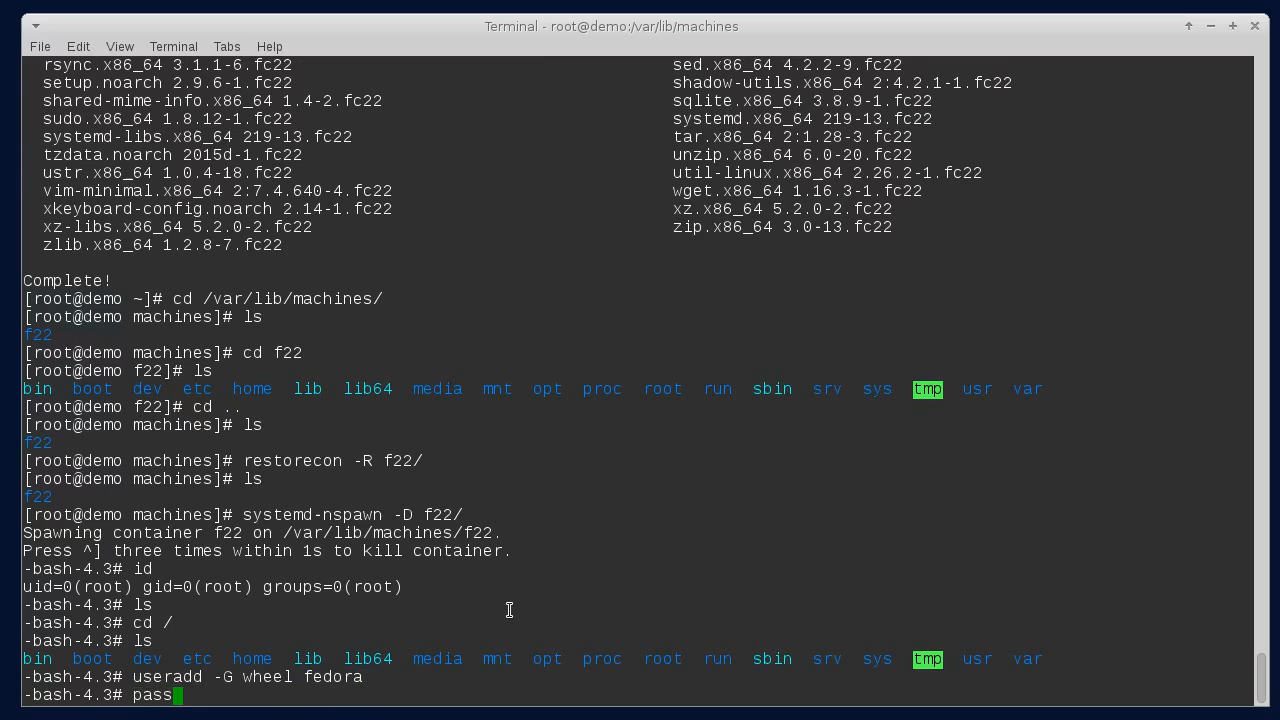 Terminal - root@demo:/var/lib/machines
File Edit View Terminal Tabs Help
rsync.x86_64 3.1.1-6.fc22 sed.x86_64 4.2.2-9.fc22
setup.noarch 2.9.6-1.fc22 shadow-utils.x86_64 2:4.2.1-1.fc22
shared-mime-info.x86_64 1.4-2.fc22 sqlite.x86_64 3.8.9-1.fc22
sudo.x86_64 1.8.12-1.fc22 systemd.x86_64 219-13.fc22
systemd-libs.x86_64 219-13.fc22 tar.x86_64 2:1.28-3.fc22
tzdata.noarch 2015d-1.fc22 unzip.x86_64 6.0-20.fc22
ustr.x86_64 1.0.4-18.fc22 util-linux.x86_64 2.26.2-1.fc22
vim-minimal.x86_64 2:7.4.640-4.fc22 wget.x86_64 1.16.3-1.fc22
xkeyboard-config.noarch 2.14-1.fc22 xz.x86_64 5.2.0-2.fc22
xz-libs.x86_64 5.2.0-2.fc22 zip.x86_64 3.0-13.fc22
zlib.x86_64 1.2.8-7.fc22
Complete!
[root@demo ~]# cd /var/lib/machines/
[root@demo machines]# ls
f22
[root@demo machines]# cd f22
[root@demo f22]# ls
bin boot dev etc home lib lib64 media mnt opt proc root run sbin srv sys tmp usr var
[root@demo f22]# cd ..
[root@demo machines]# ls
f22
[root@demo machines]# restorecon -R f22/
[root@demo machines]# ls
f22
[root@demo machines]# systemd-nspawn -D f22/
Spawning container f22 on /var/lib/machines/f22.
Press ^] three times within 1s to kill container.
-bash-4.3# id
uid=0(root) gid=0(root) groups=0(root)
-bash-4.3# ls
-bash-4.3# cd /
-bash-4.3# ls
bin boot dev etc home lib lib64 media mnt opt proc root run sbin srv sys tmp usr var
-bash-4.3# useradd -G wheel fedora
-bash-4.3# pass